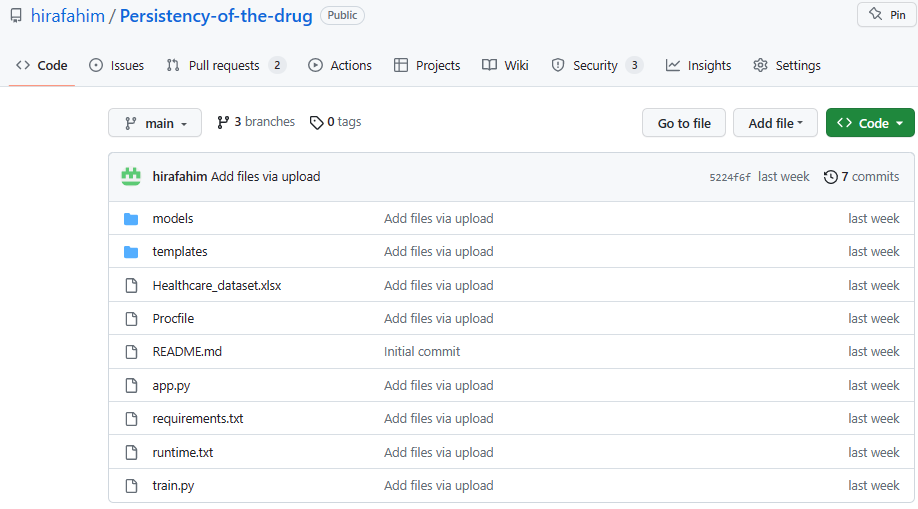 hirafahim / Persistency-of-the-drug Public Pin
Code Issues Pull requests 2 Actions Projects Wiki Security 3 Insights Settings
main 3 branches 0 tags Go to file Add file Code
hirafahim Add files via upload 5224f6f last week 7 commits
models Add files via upload last week
templates Add files via upload last week
Healthcare_dataset.xlsx Add files via upload last week
Procfile Add files via upload last week
README.md Initial commit last week
app.py Add files via upload last week
requirements.txt Add files via upload last week
runtime.txt Add files via upload last week
train.py Add files via upload last week